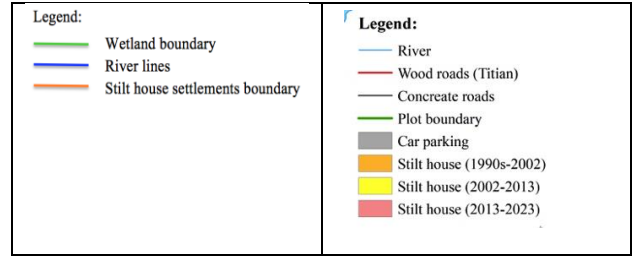 Legend:
Wetland boundary
River lines
Stilt house settlements boundary
Legend:
River
Wood roads (Titian)
Concreate roads
Plot boundary
Car parking
Stilt house (1990s-2002)
Stilt house (2002-2013)
Stilt house (2013-2023)